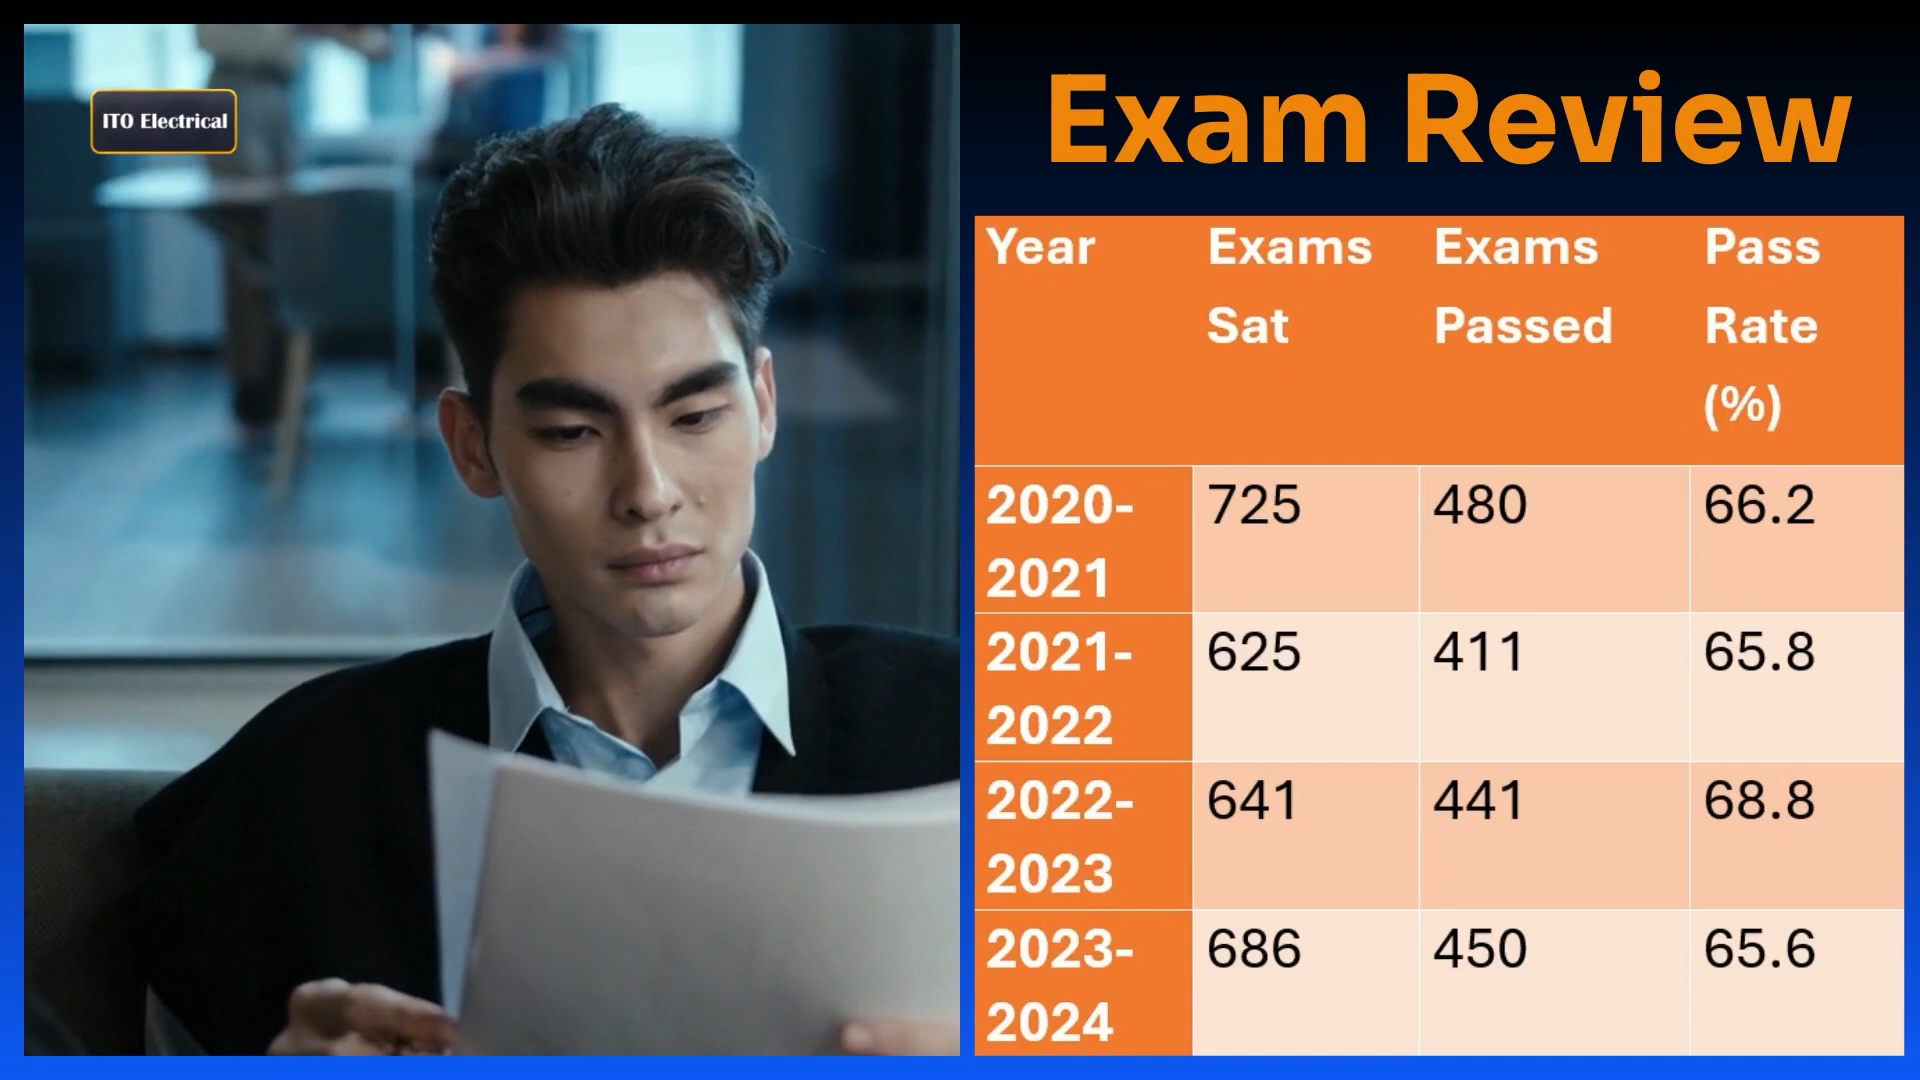 ITO Electrical
Exam Review
Year Exams Sat Exams Passed Pass Rate (%)
2020-2021 725 480 66.2
2021-2022 625 411 65.8
2022-2023 641 441 68.8
2023-2024 686 450 65.6